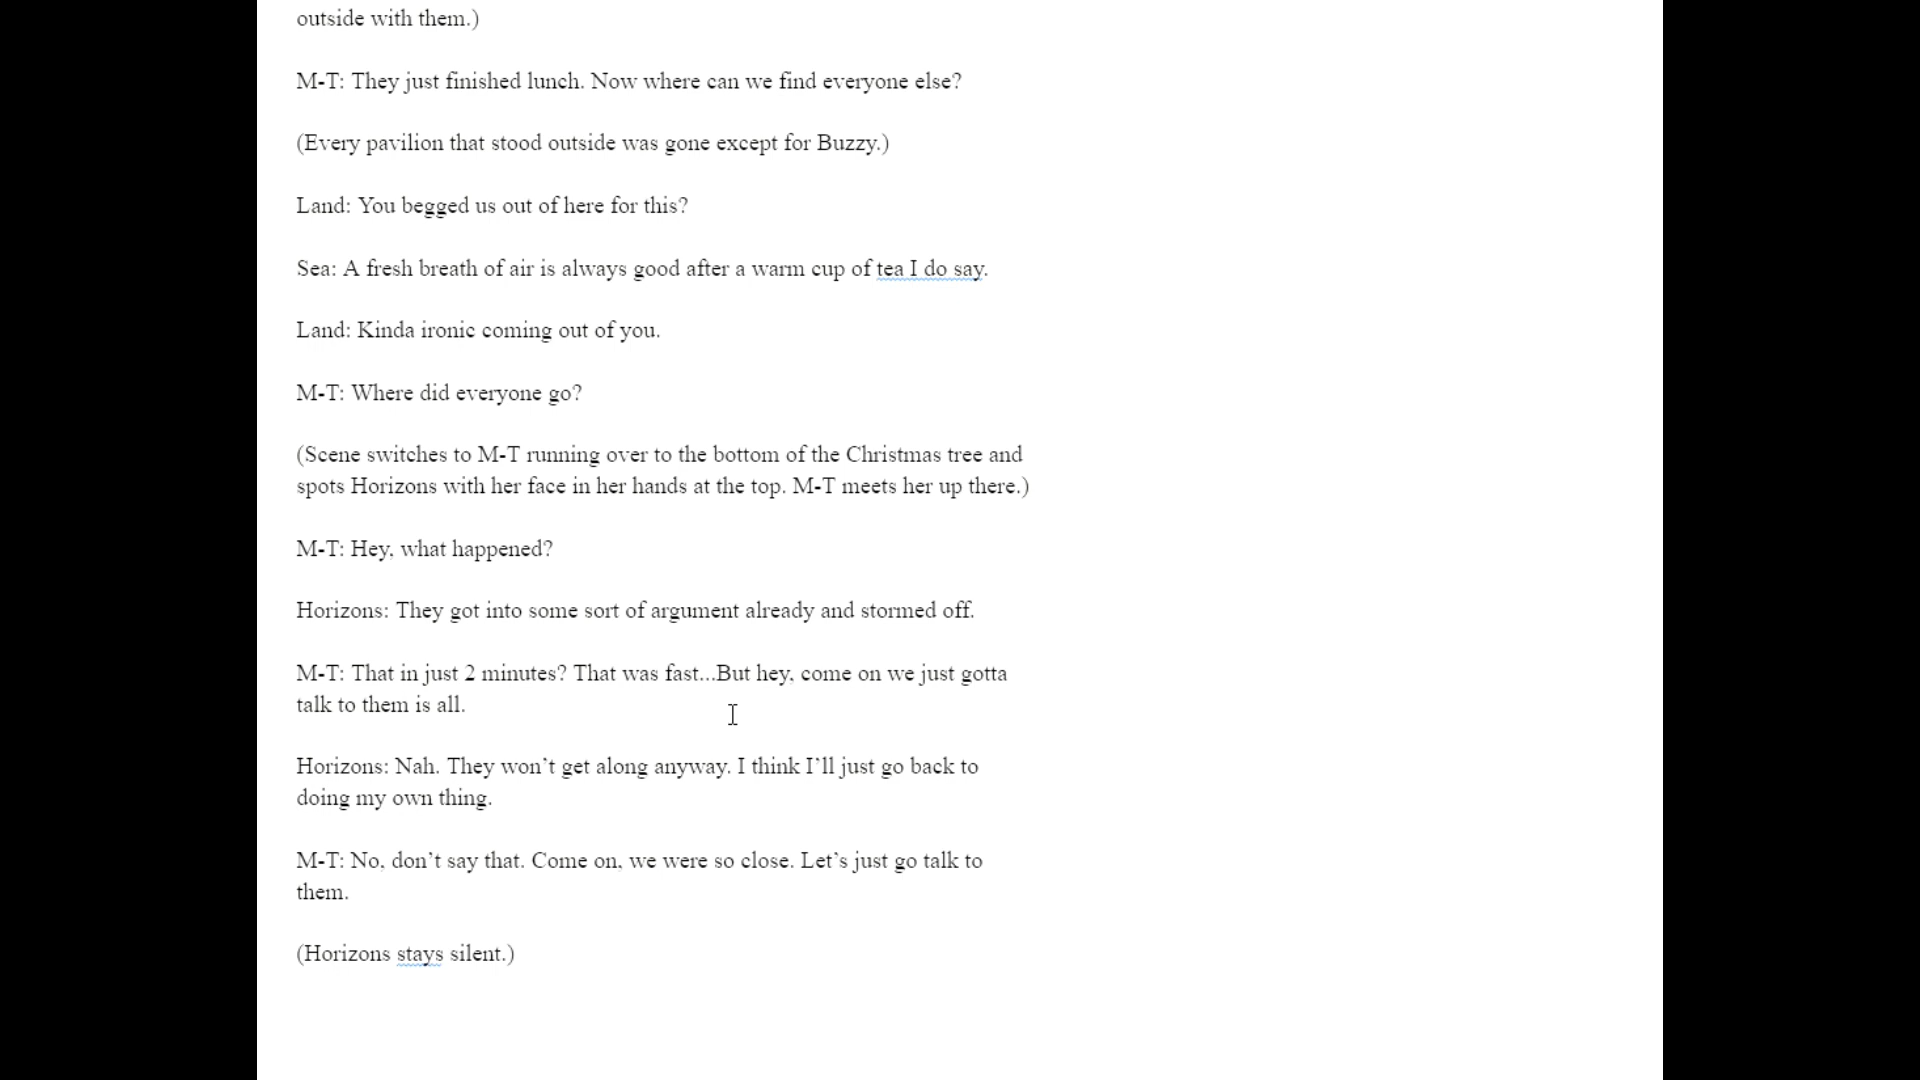 outside with them.)
M-T: They just finished lunch. Now where can we find everyone else?
(Every pavilion that stood outside was gone except for Buzzy.)
Land: You begged us out of here for this?
Sea: A fresh breath of air is always good after a warm cup of tea I do say.
Land: Kinda ironic coming out of you.
M-T: Where did everyone go?
(Scene switches to M-T running over to the bottom of the Christmas tree and
spots Horizons with her face in her hands at the top. M-T meets her up there.)
M-T: Hey, what happened?
Horizons: They got into some sort of argument already and stormed off.
M-T: That in just 2 minutes? That was fast...But hey, come on we just gotta
talk to them is all.
Horizons: Nah. They won’t get along anyway. I think I’ll just go back to
doing my own thing.
M-T: No, don’t say that. Come on, we were so close. Let’s just go talk to
them.
(Horizons stays silent.)